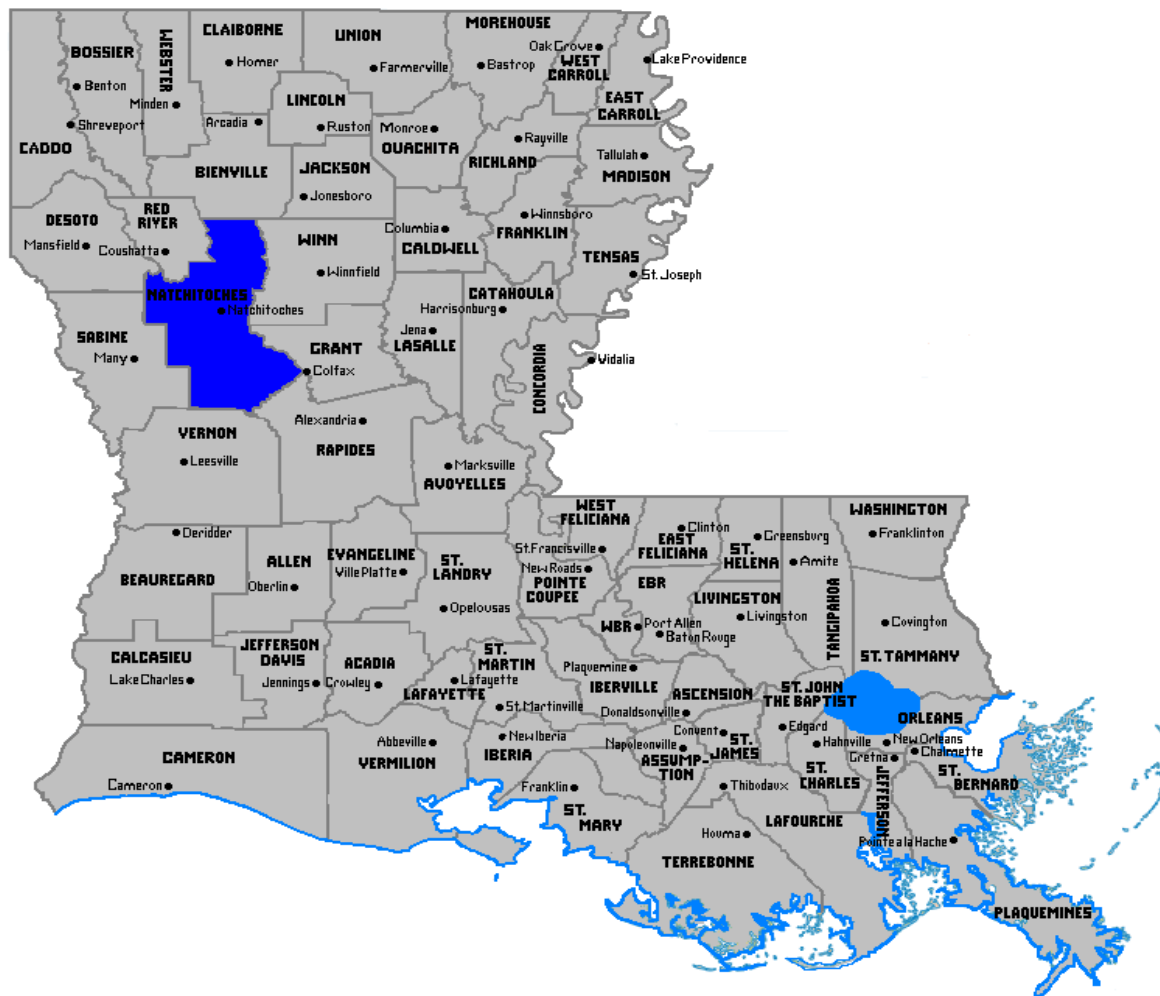 MOREHOUSE
CLAIBORNE
UNION
BOSSIER
WEBSTER
Oak Grove
WEST
CARROLL
Lake Providence
Homer
Farmerville
Bastrop
Benton
Minden
LINCOLN
EAST
CARROLL
Shreveport
Arcadia
Ruston
Monroe
OUACHITA
Rayville
RICHLAND
CADDO
Tallulah
MADISON
BIENVILLE
JACKSON
Jonesboro
RED
RIVER
DESOTO
Mansfield
Coushatta
WINN
Winnfield
Columbia
CALDWELL
Winnsboro
FRANKLIN
TENSAS
St. Joseph
NATCHITOCHES
Natchitoches
CATAHOULA
Harrisonburg
SABINE
Many
GRANT
Colfax
Jena
LASALLE
CONCORDIA
Vidalia
VERNON
Leesville
Alexandria
RAPIDES
Marksville
AVOYELLES
WEST
FELICIANA
St. Francisville
Clinton
EAST
FELICIANA
Greensburg
ST.
HELENA
WASHINGTON
Franklinton
Deridder
BEAUREGARD
ALLEN
Oberlin
EVANGELINE
Ville Platte
ST.
LANDRY
Opelousas
New Roads
POINTE
COUPEE
EBR
Amite
TANGIPAHOA
LIVINGSTON
Livingston
Covington
ST. TAMMANY
WBR
Port Allen
Baton Rouge
CALCASIEU
Lake Charles
JEFFERSON
DAVIS
Jennings
ACADIA
Crowley
LAFAYETTE
Lafayette
ST.
MARTIN
St. Martinville
Plaquemine
IBERVILLE
ASCENSION
Donaldsonville
ST. JOHN
THE BAPTIST
Edgard
ORLEANS
New Orleans
Chalmette
Gretna
Hahnville
ST.
CHARLES
JEFFERSON
ST.
BERNARD
CAMERON
Cameron
Abbeville
VERMILION
New Iberia
IBERIA
Napoleonville
ASSUMP-
TION
Convent
ST.
JAMES
Franklin
ST.
MARY
Thibodaux
LAFOURCHE
Houma
TERREBONNE
Pointe a la Hache
PLAQUEMINES